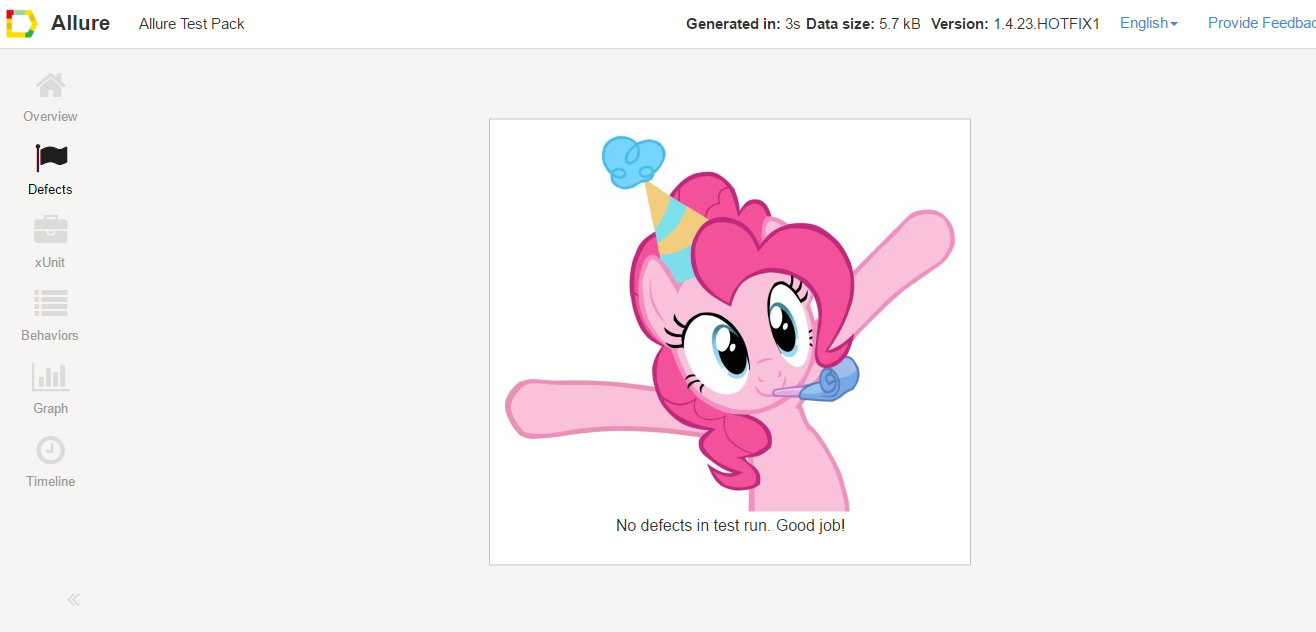 Allure Allure Test Pack Generated in: 3s Data size: 5.7 kB Version: 1.4.23.HOTFIX1 English Provide Feedbac
Overview
Defects
xUnit
Behaviors
Graph
Timeline
No defects in test run. Good job!